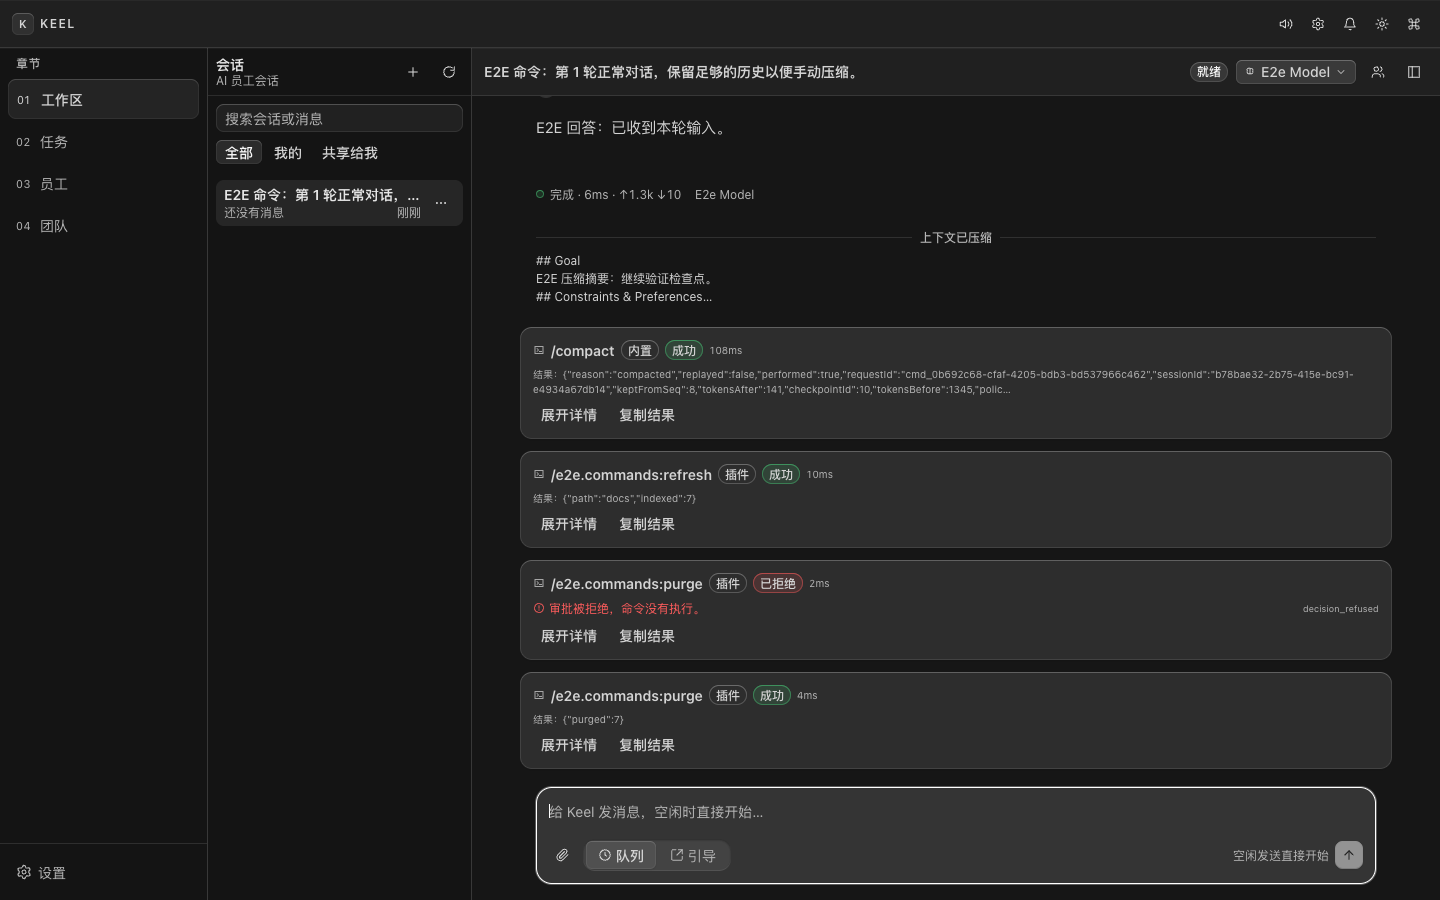 K KEEL
章节
01 工作区
02 任务
03 员工
04 团队
设置
会话
AI 员工会话
搜索会话或消息
全部 我的 共享给我
E2E 命令：第 1 轮正常对话，...
还没有消息 刚刚
E2E 命令：第 1 轮正常对话，保留足够的历史以便手动压缩。
就绪 E2e Model
E2E 回答：已收到本轮输入。
完成 · 6ms · ↑1.3k ↓10 E2e Model
上下文已压缩
## Goal
E2E 压缩摘要：继续验证检查点。
## Constraints & Preferences...
/compact 内置 成功 108ms
结果：{"reason":"compacted","replayed":false,"performed":true,"requestId":"cmd_0b692c68-cfaf-4205-bdb3-bd537966c462","sessionId":"b78bae32-2b75-415e-bc91-
e4934a67db14","keptFromSeq":8,"tokensAfter":141,"checkpointId":10,"tokensBefore":1345,"polic...
展开详情 复制结果
/e2e.commands:refresh 插件 成功 10ms
结果：{"path":"docs","indexed":7}
展开详情 复制结果
/e2e.commands:purge 插件 已拒绝 2ms
审批被拒绝，命令没有执行。 decision_refused
展开详情 复制结果
/e2e.commands:purge 插件 成功 4ms
结果：{"purged":7}
展开详情 复制结果
给 Keel 发消息，空闲时直接开始...
队列 引导 空闲发送直接开始